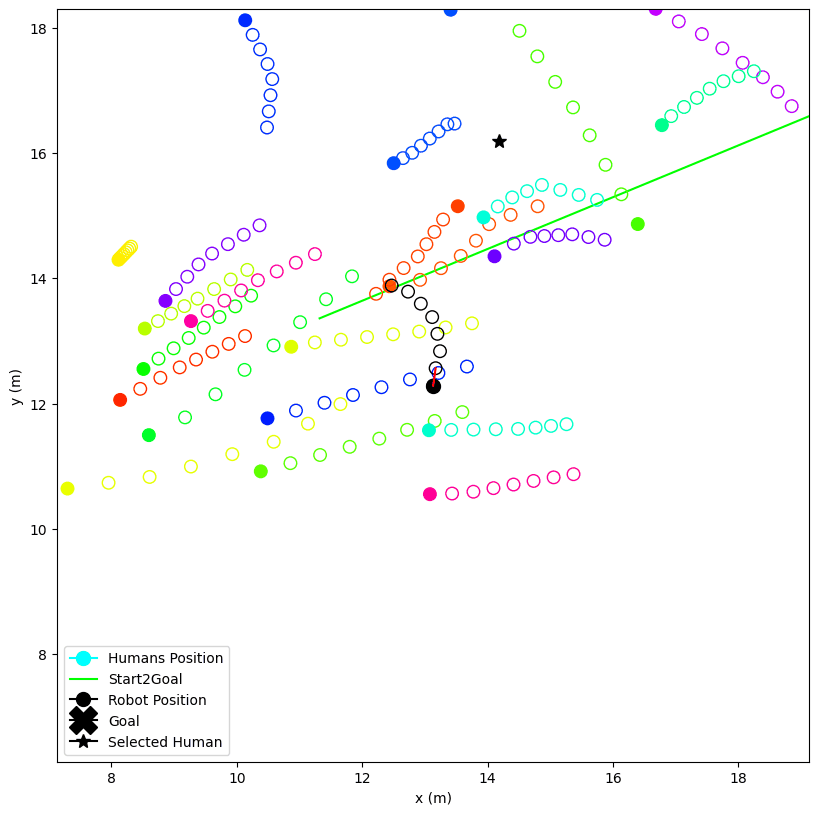 18
16
14
12
10
8
y (m)
8
10
12
14
16
18
x (m)
Humans Position
Start2Goal
Robot Position
Goal
Selected Human